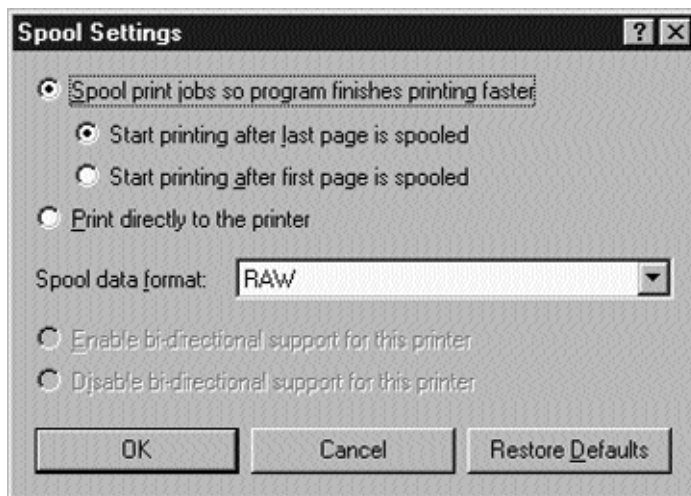 Spool Settings
Spool print jobs so program finishes printing faster
Start printing after last page is spooled
Start printing after first page is spooled
Print directly to the printer
Spool data format: RAW
Enable bi-directional support for this printer
Disable bi-directional support for this printer
OK Cancel Restore Defaults